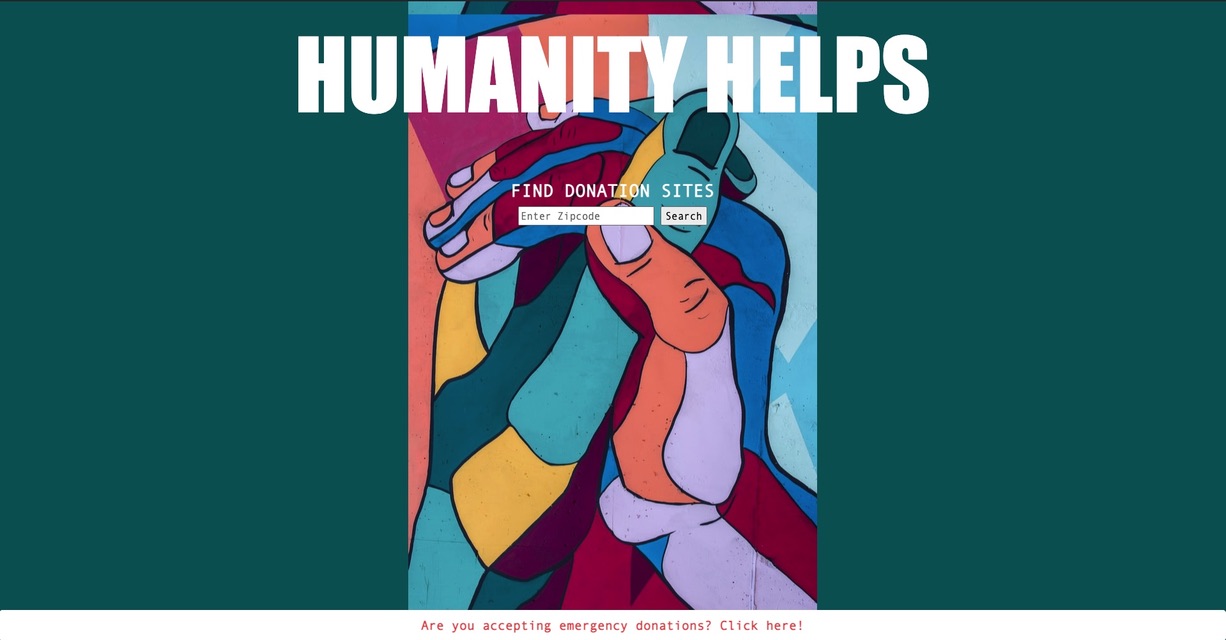 HUMANITY HELPS
FIND DONATION SITES
Enter Zipcode Search
Are you accepting emergency donations? Click here!